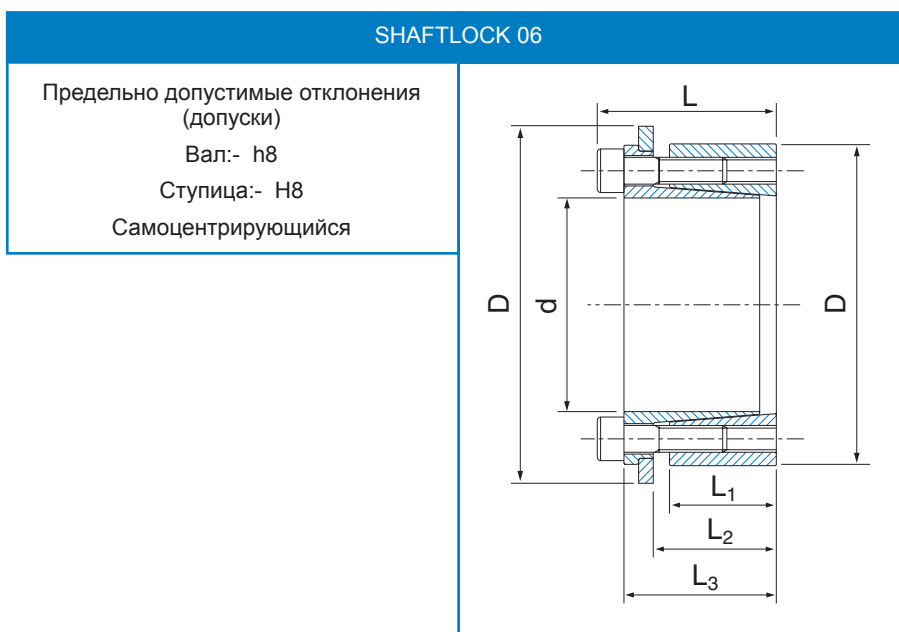 SHAFTLOCK 06
Предельно допустимые отклонения
(допуски)
Вал:- h8
Ступица:- H8
Самоцентрирующийся
L
D
d
D
L₁
L₂
L₃